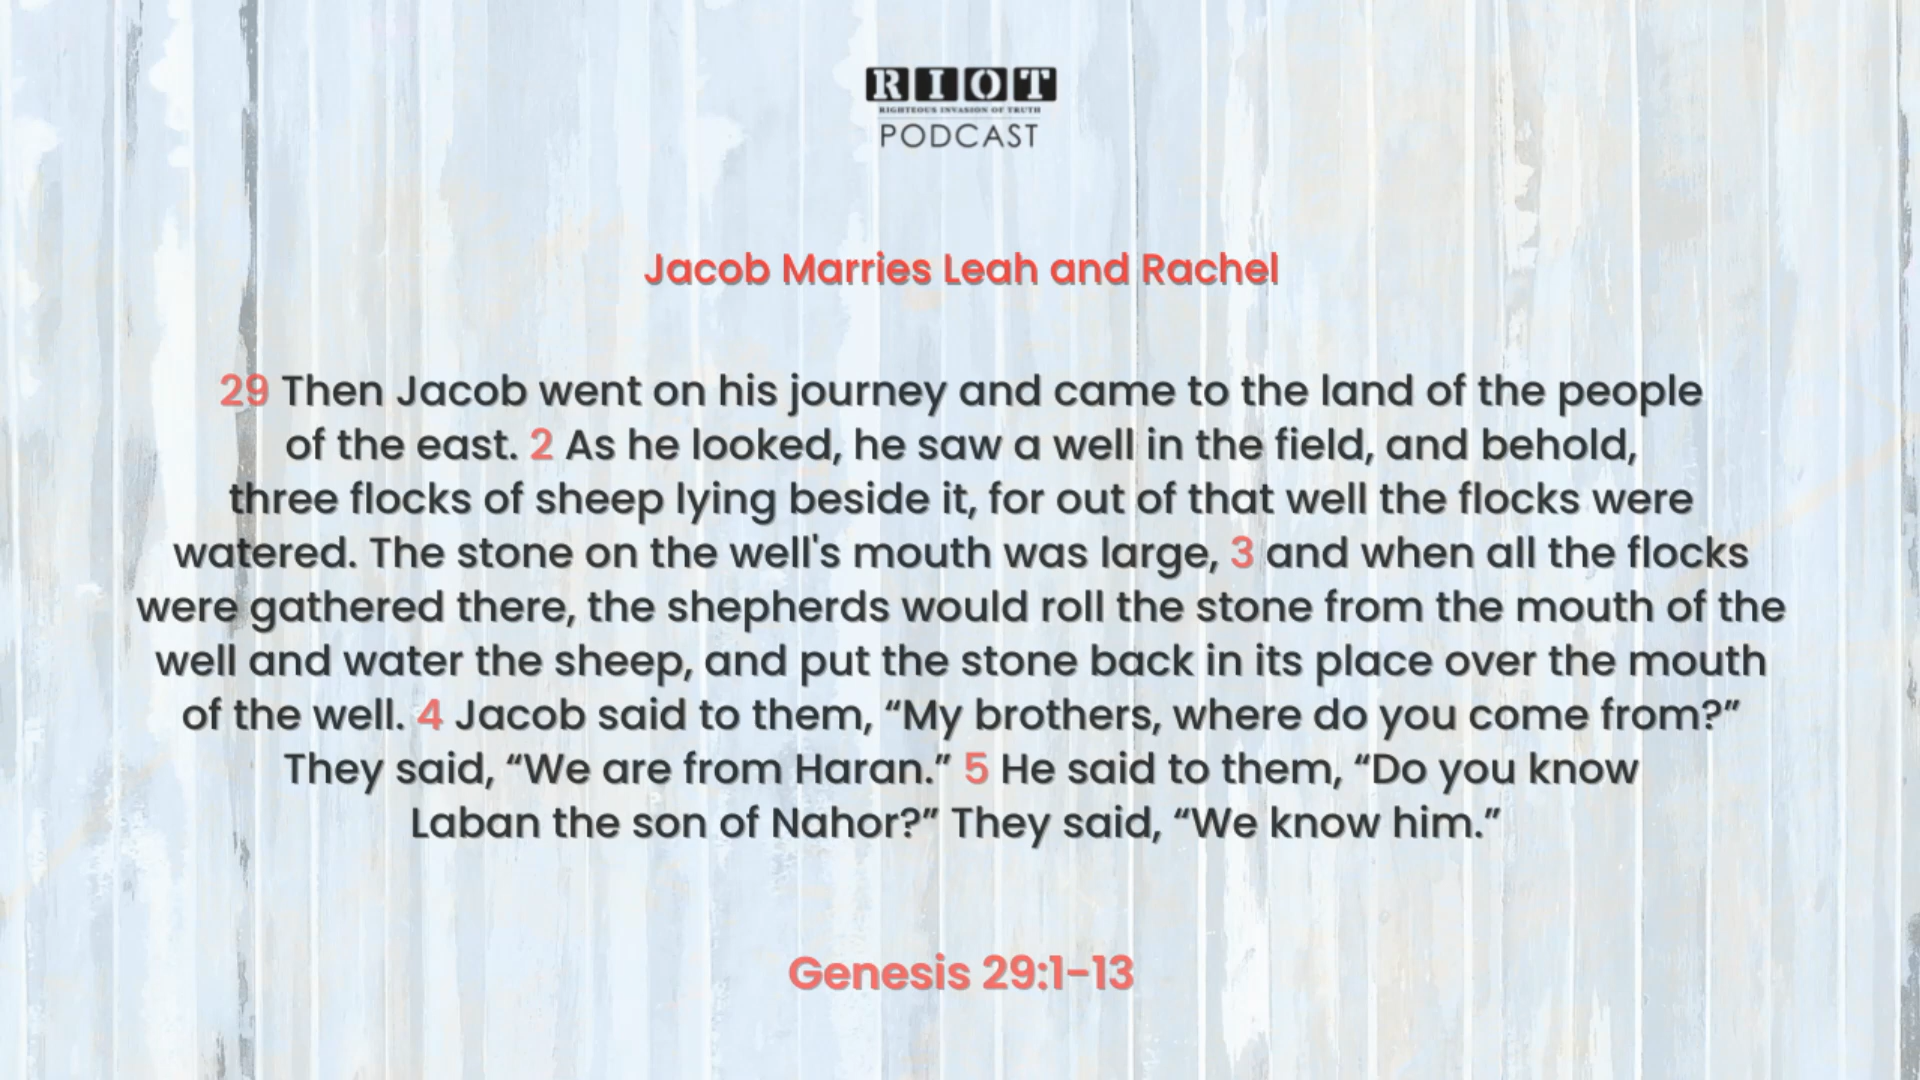 RIOT
RIGHTEOUS INVASION OF TRUTH
PODCAST
Jacob Marries Leah and Rachel
29 Then Jacob went on his journey and came to the land of the people
of the east. 2 As he looked, he saw a well in the field, and behold,
three flocks of sheep lying beside it, for out of that well the flocks were
watered. The stone on the well's mouth was large, 3 and when all the flocks
were gathered there, the shepherds would roll the stone from the mouth of the
well and water the sheep, and put the stone back in its place over the mouth
of the well. 4 Jacob said to them, “My brothers, where do you come from?”
They said, “We are from Haran.” 5 He said to them, “Do you know
Laban the son of Nahor?” They said, “We know him.”
Genesis 29:1-13